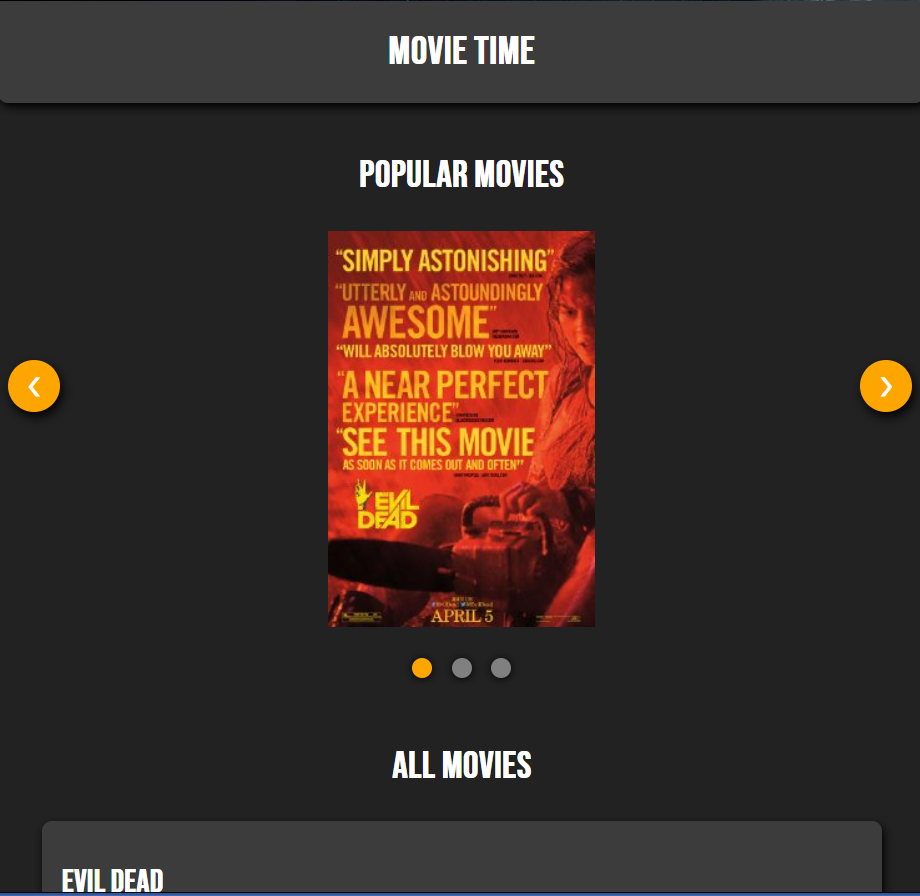 MOVIE TIME
POPULAR MOVIES
“SIMPLY ASTONISHING”
“UTTERLY AND ASTOUNDINGLY
AWESOME”
“WILL ABSOLUTELY BLOW YOU AWAY”
“A NEAR PERFECT
EXPERIENCE”
“SEE THIS MOVIE
AS SOON AS IT COMES OUT AND OFTEN”
EVIL
DEAD
APRIL 5
ALL MOVIES
EVIL DEAD